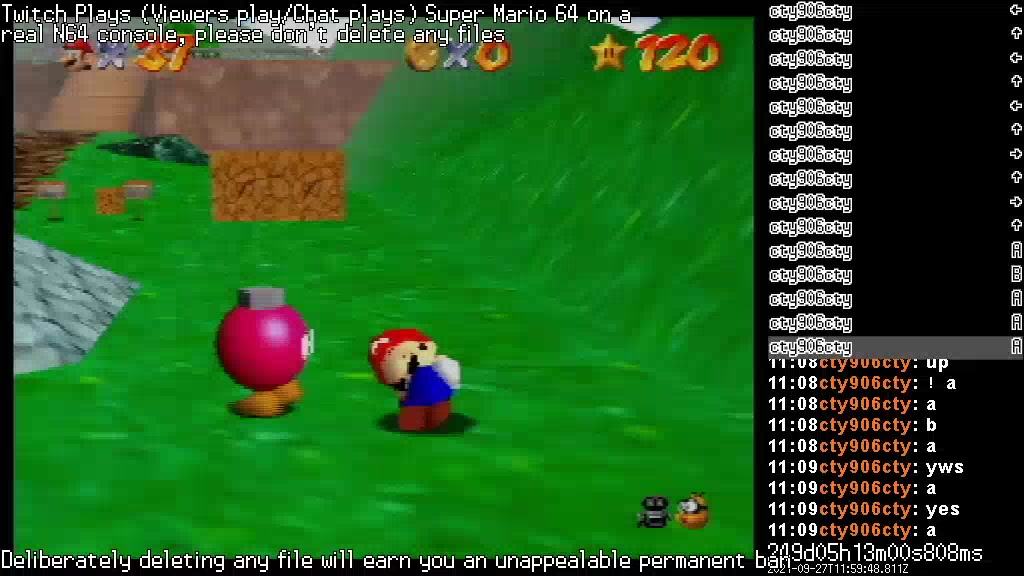 Twitch Plays (Viewers play/Chat plays) Super Mario 64 on a
real N64 console, please don't delete any files
×37 ×0 120
cty906cty ←
cty906cty ↑
cty906cty ←
cty906cty ↑
cty906cty ←
cty906cty ↑
cty906cty →
cty906cty ↑
cty906cty →
cty906cty ↑
cty906cty A
cty906cty B
cty906cty A
cty906cty A
cty906cty A
11:08cty906cty: up
11:08cty906cty: ! a
11:08cty906cty: a
11:08cty906cty: b
11:08cty906cty: a
11:09cty906cty: yws
11:09cty906cty: a
11:09cty906cty: yes
11:09cty906cty: a
249d05h13m00s808ms
Deliberately deleting any file will earn you an unappealable permanent ban
2021-09-27T11:59:48.811Z